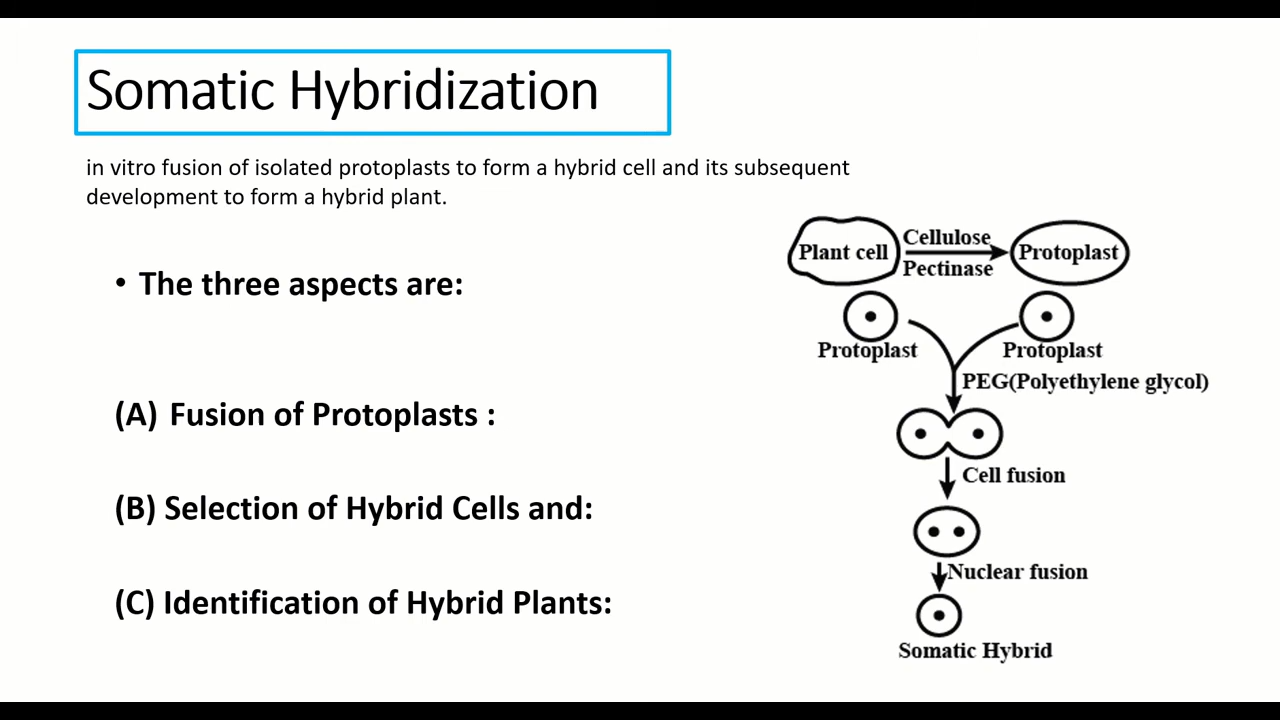 Somatic Hybridization
in vitro fusion of isolated protoplasts to form a hybrid cell and its subsequent
development to form a hybrid plant.
• The three aspects are:
(A) Fusion of Protoplasts :
(B) Selection of Hybrid Cells and:
(C) Identification of Hybrid Plants:
Plant cell
Cellulose
Pectinase
Protoplast
Protoplast
Protoplast
PEG(Polyethylene glycol)
Cell fusion
Nuclear fusion
Somatic Hybrid